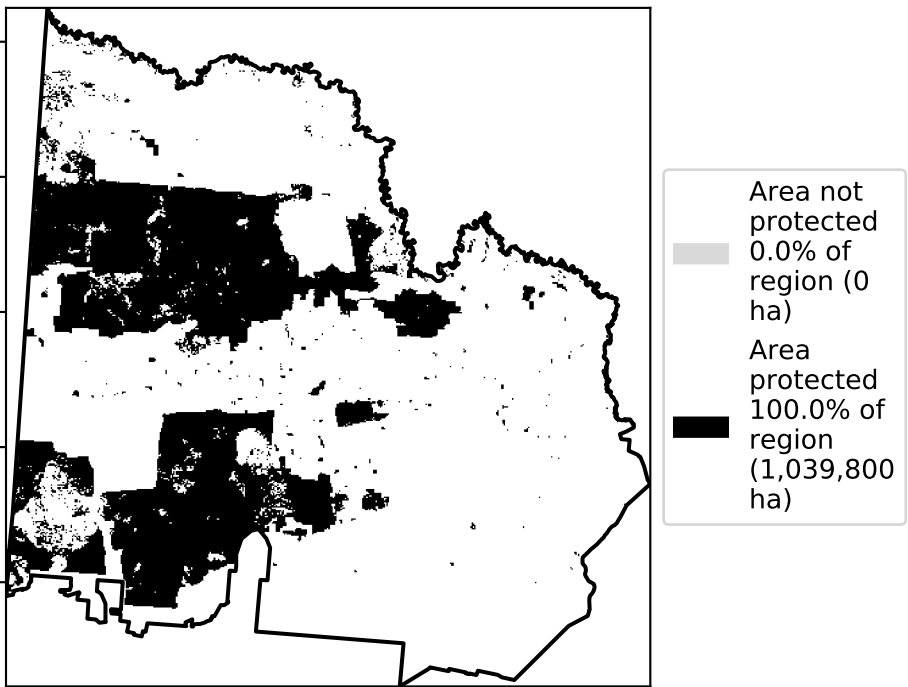 Area not
protected
0.0% of
region (0
ha)
Area
protected
100.0% of
region
(1,039,800
ha)